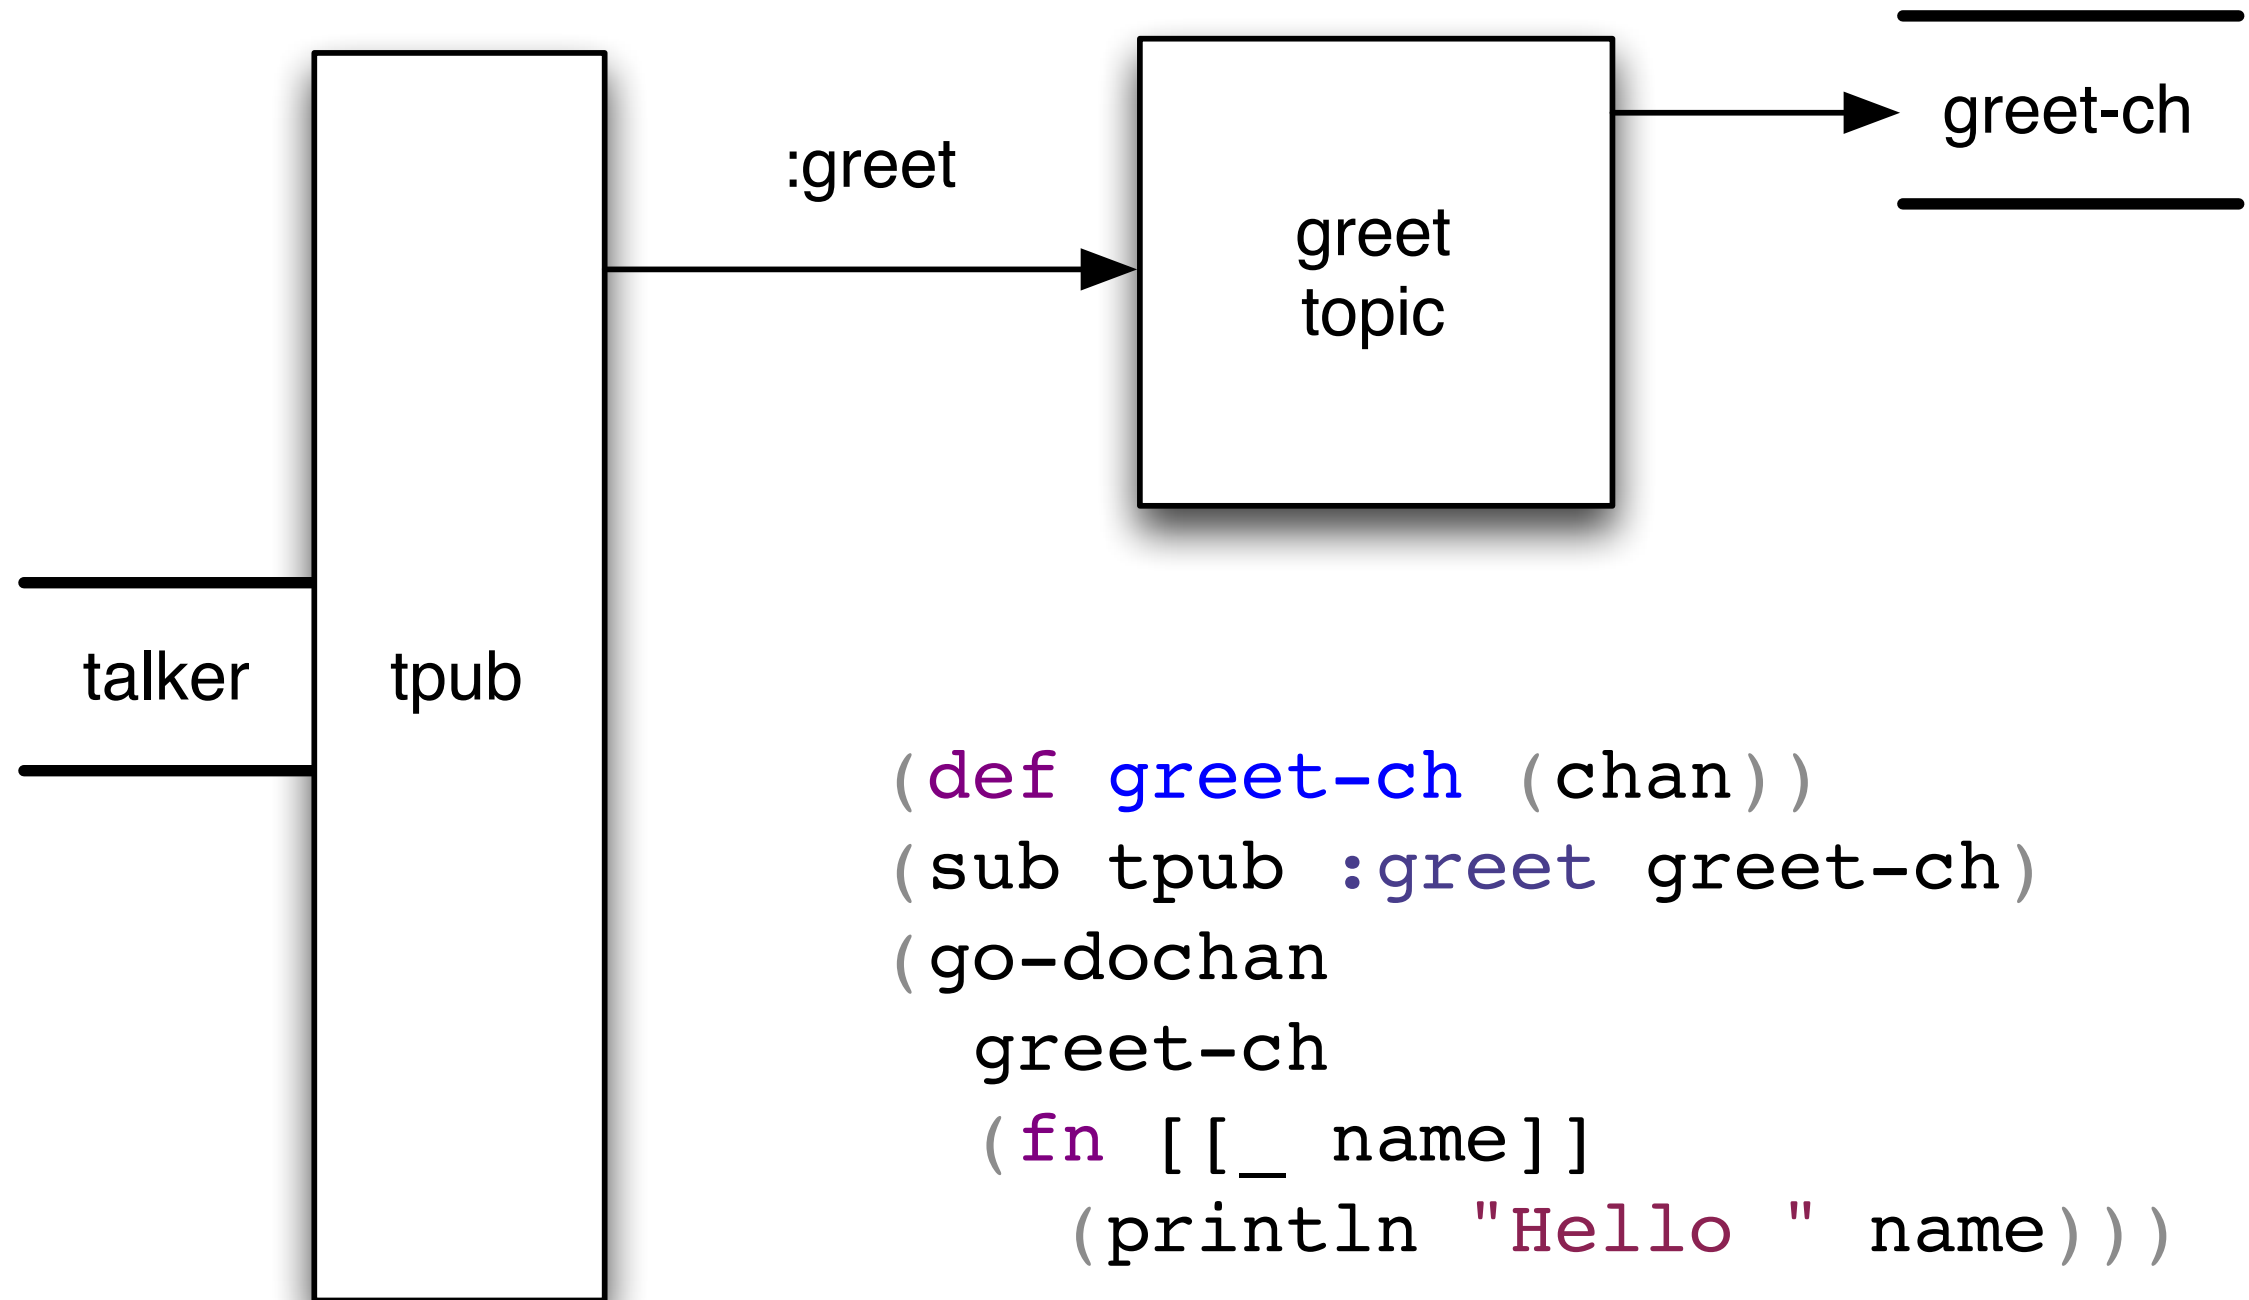 greet-ch
:greet
greet
topic
talker
tpub
(def greet-ch (chan))
(sub tpub :greet greet-ch)
(go-dochan
  greet-ch
  (fn [[_ name]]
    (println "Hello " name)))